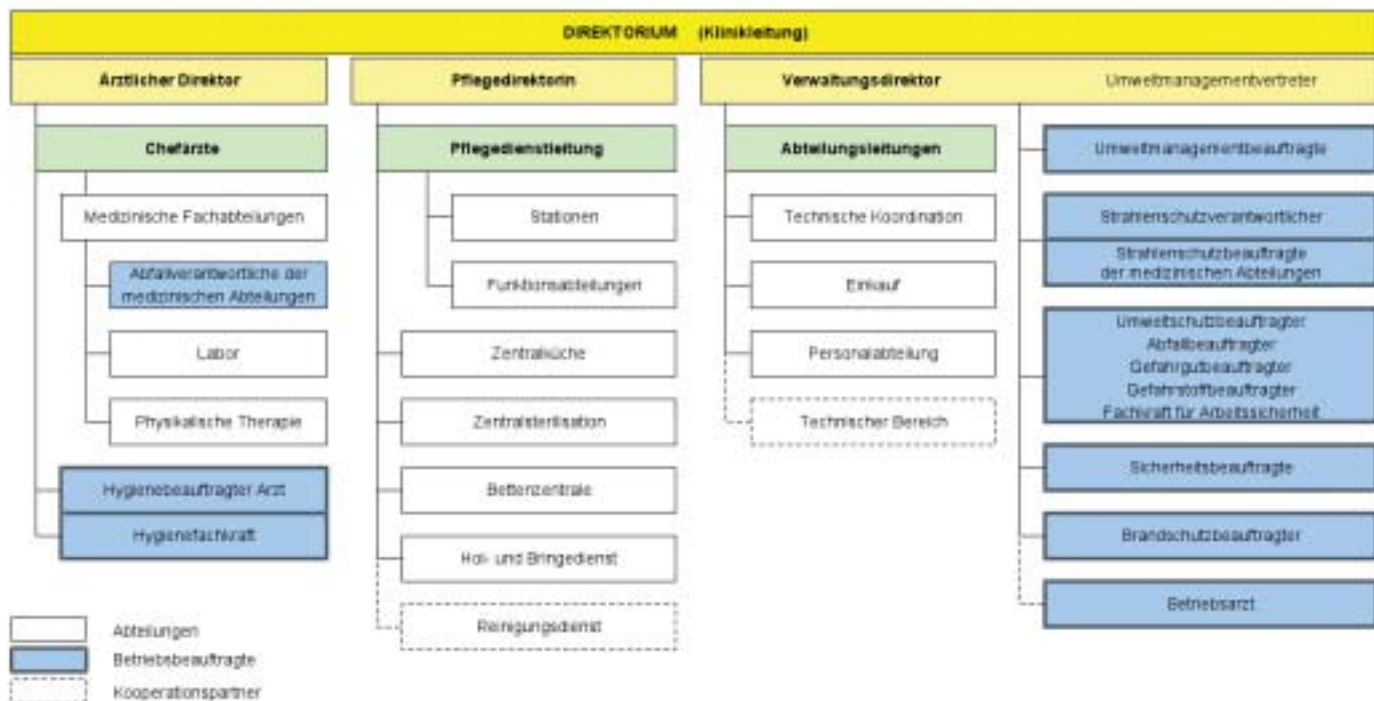 DIREKTORIUM (Klinikleitung)
Ärztlicher Direktor
Chefärzte
Medizinische Fachabteilungen
Abfallverantwortliche der
medizinischen Abteilungen
Labor
Physikalische Therapie
Hygienebeauftragter Arzt
Hygienefachkraft
Pflegedirektorin
Pflegedienstleitung
Stationen
Funktionsabteilungen
Zentralküche
Zentralsterilisation
Bettenzentrale
Hol- und Bringedienst
Reinigungsdienst
Verwaltungsdirektor
Abteilungsleitungen
Technische Koordination
Einkauf
Personalabteilung
Technischer Bereich
Umweltmanagementvertreter
Umweltmanagementbeauftragte
Strahlenschutzverantwortlicher
Strahlenschutzbeauftragte
der medizinischen Abteilungen
Umweltschutzbeauftragter
Abfallbeauftragter
Gefahrgutbeauftragter
Gefahrstoffbeauftragter
Fachkraft für Arbeitssicherheit
Sicherheitsbeauftragte
Brandschutzbeauftragter
Betriebsarzt
Abteilungen
Betriebsbeauftragte
Kooperationspartner